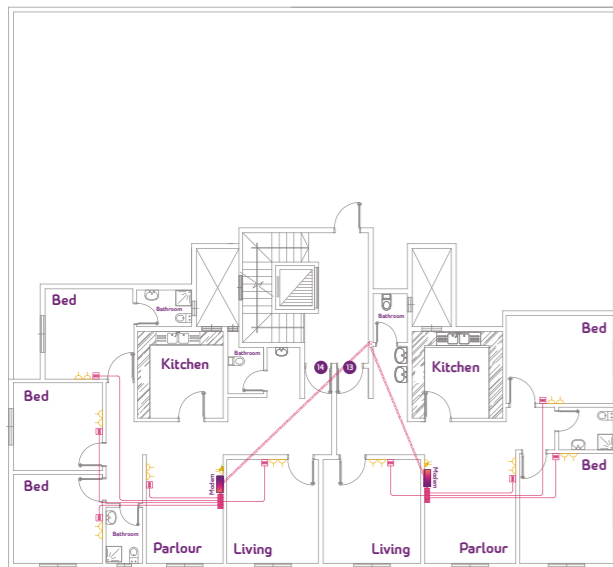 Bed
Bathroom
Bathroom
Bed
Kitchen
Bathroom
14
13
Kitchen
Bed
Modem
Modem
Bed
Bed
Bathroom
Parlour
Living
Living
Parlour